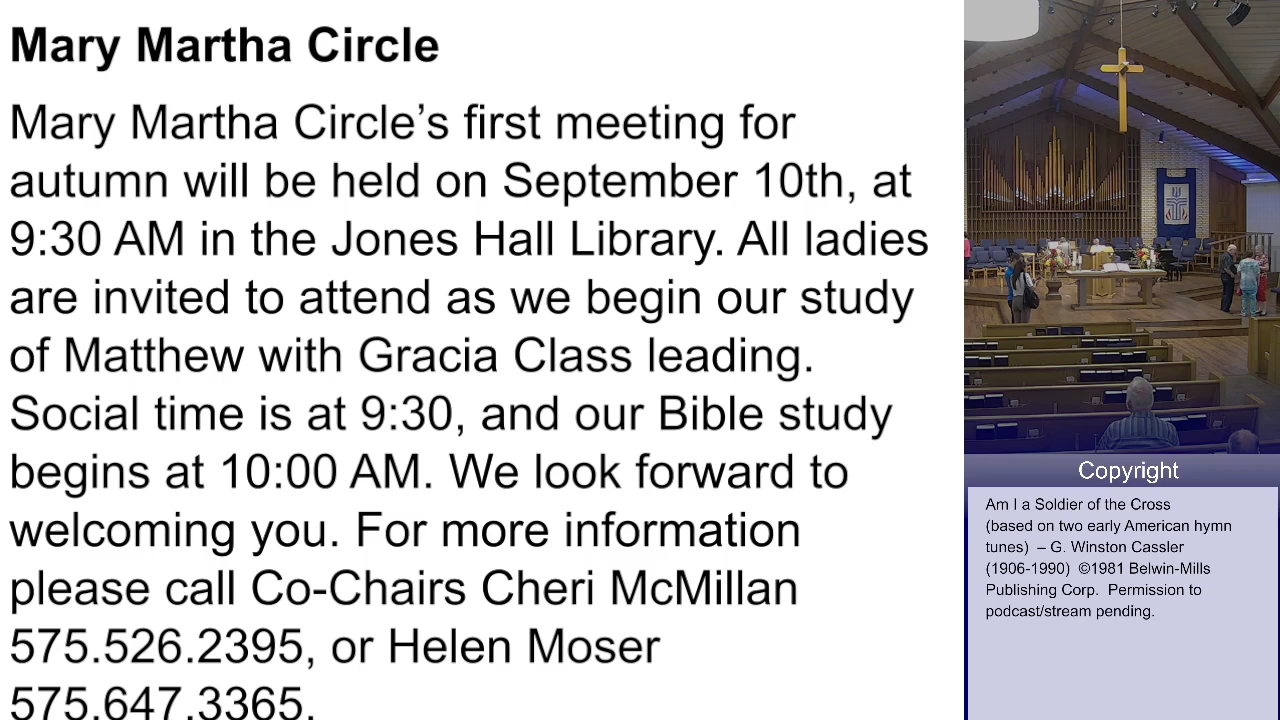 Mary Martha Circle
Mary Martha Circle’s first meeting for
autumn will be held on September 10th, at
9:30 AM in the Jones Hall Library. All ladies
are invited to attend as we begin our study
of Matthew with Gracia Class leading.
Social time is at 9:30, and our Bible study
begins at 10:00 AM. We look forward to
welcoming you. For more information
please call Co-Chairs Cheri McMillan
575.526.2395, or Helen Moser
575.647.3365.
Copyright
Am I a Soldier of the Cross
(based on two early American hymn
tunes) – G. Winston Cassler
(1906-1990) ©1981 Belwin-Mills
Publishing Corp. Permission to
podcast/stream pending.